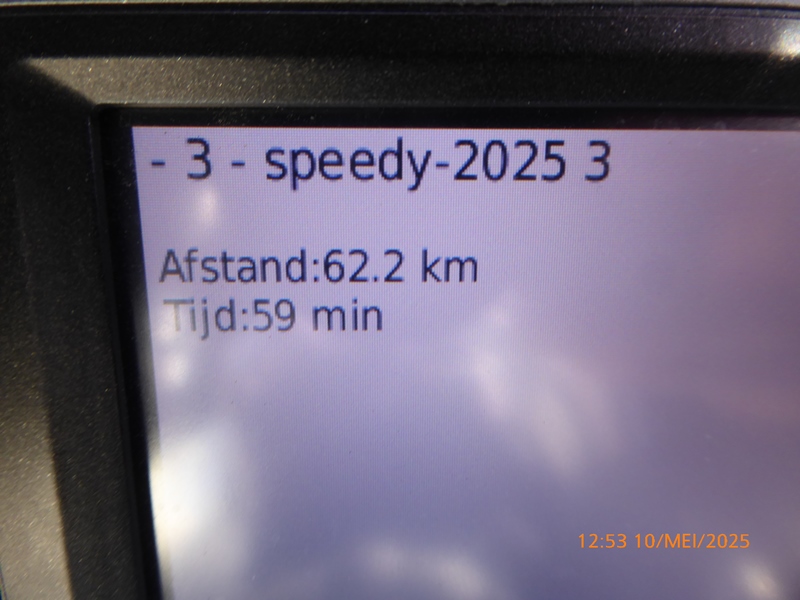 - 3 - speedy-2025 3
Afstand:62.2 km
Tijd:59 min
12:53 10/MEI/2025